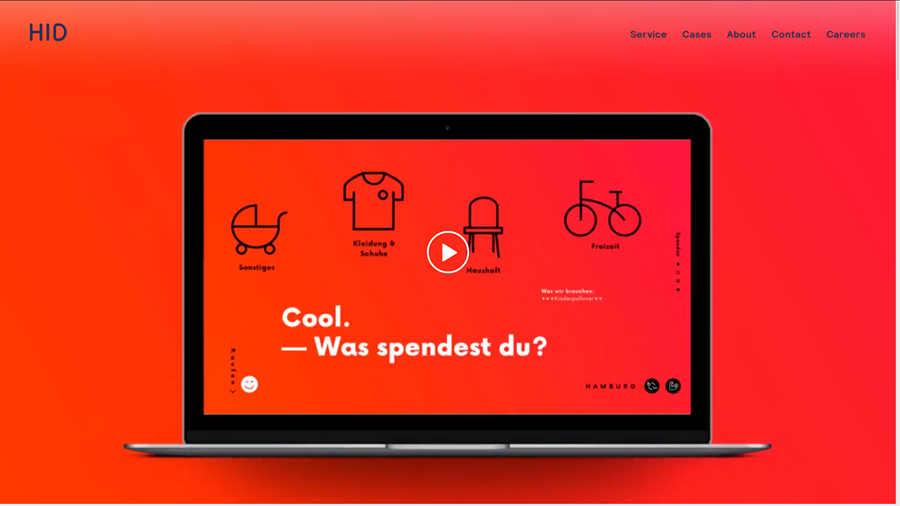 HID
Service Cases About Contact Careers
Sonstiges
Kleidung &
Schuhe
Haushalt
Freizeit
Spenden
Was wir brauchen:
+++Kinderpullover+++
Cool.
— Was spendest du?
Kaufen
HAMBURG